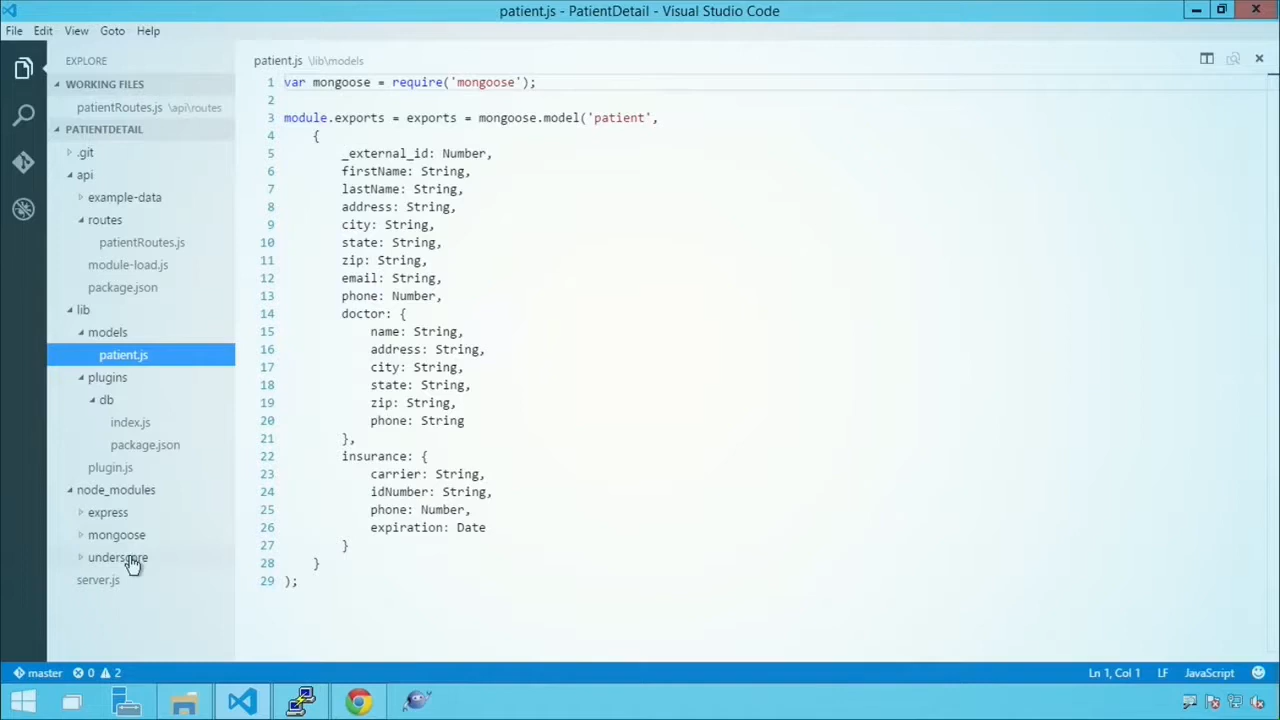 patient.js - PatientDetail - Visual Studio Code
File Edit View Goto Help
EXPLORE
WORKING FILES
patientRoutes.js \api\routes
PATIENTDETAIL
.git
api
example-data
routes
patientRoutes.js
module-load.js
package.json
lib
models
patient.js
plugins
db
index.js
package.json
plugin.js
node_modules
express
mongoose
underscore
server.js
patient.js \lib\models
1 var mongoose = require('mongoose');
2
3 module.exports = exports = mongoose.model('patient',
4 {
5 _external_id: Number,
6 firstName: String,
7 lastName: String,
8 address: String,
9 city: String,
10 state: String,
11 zip: String,
12 email: String,
13 phone: Number,
14 doctor: {
15 name: String,
16 address: String,
17 city: String,
18 state: String,
19 zip: String,
20 phone: String
21 },
22 insurance: {
23 carrier: String,
24 idNumber: String,
25 phone: Number,
26 expiration: Date
27 }
28 }
29 );
master 0 2
Ln 1, Col 1 LF JavaScript